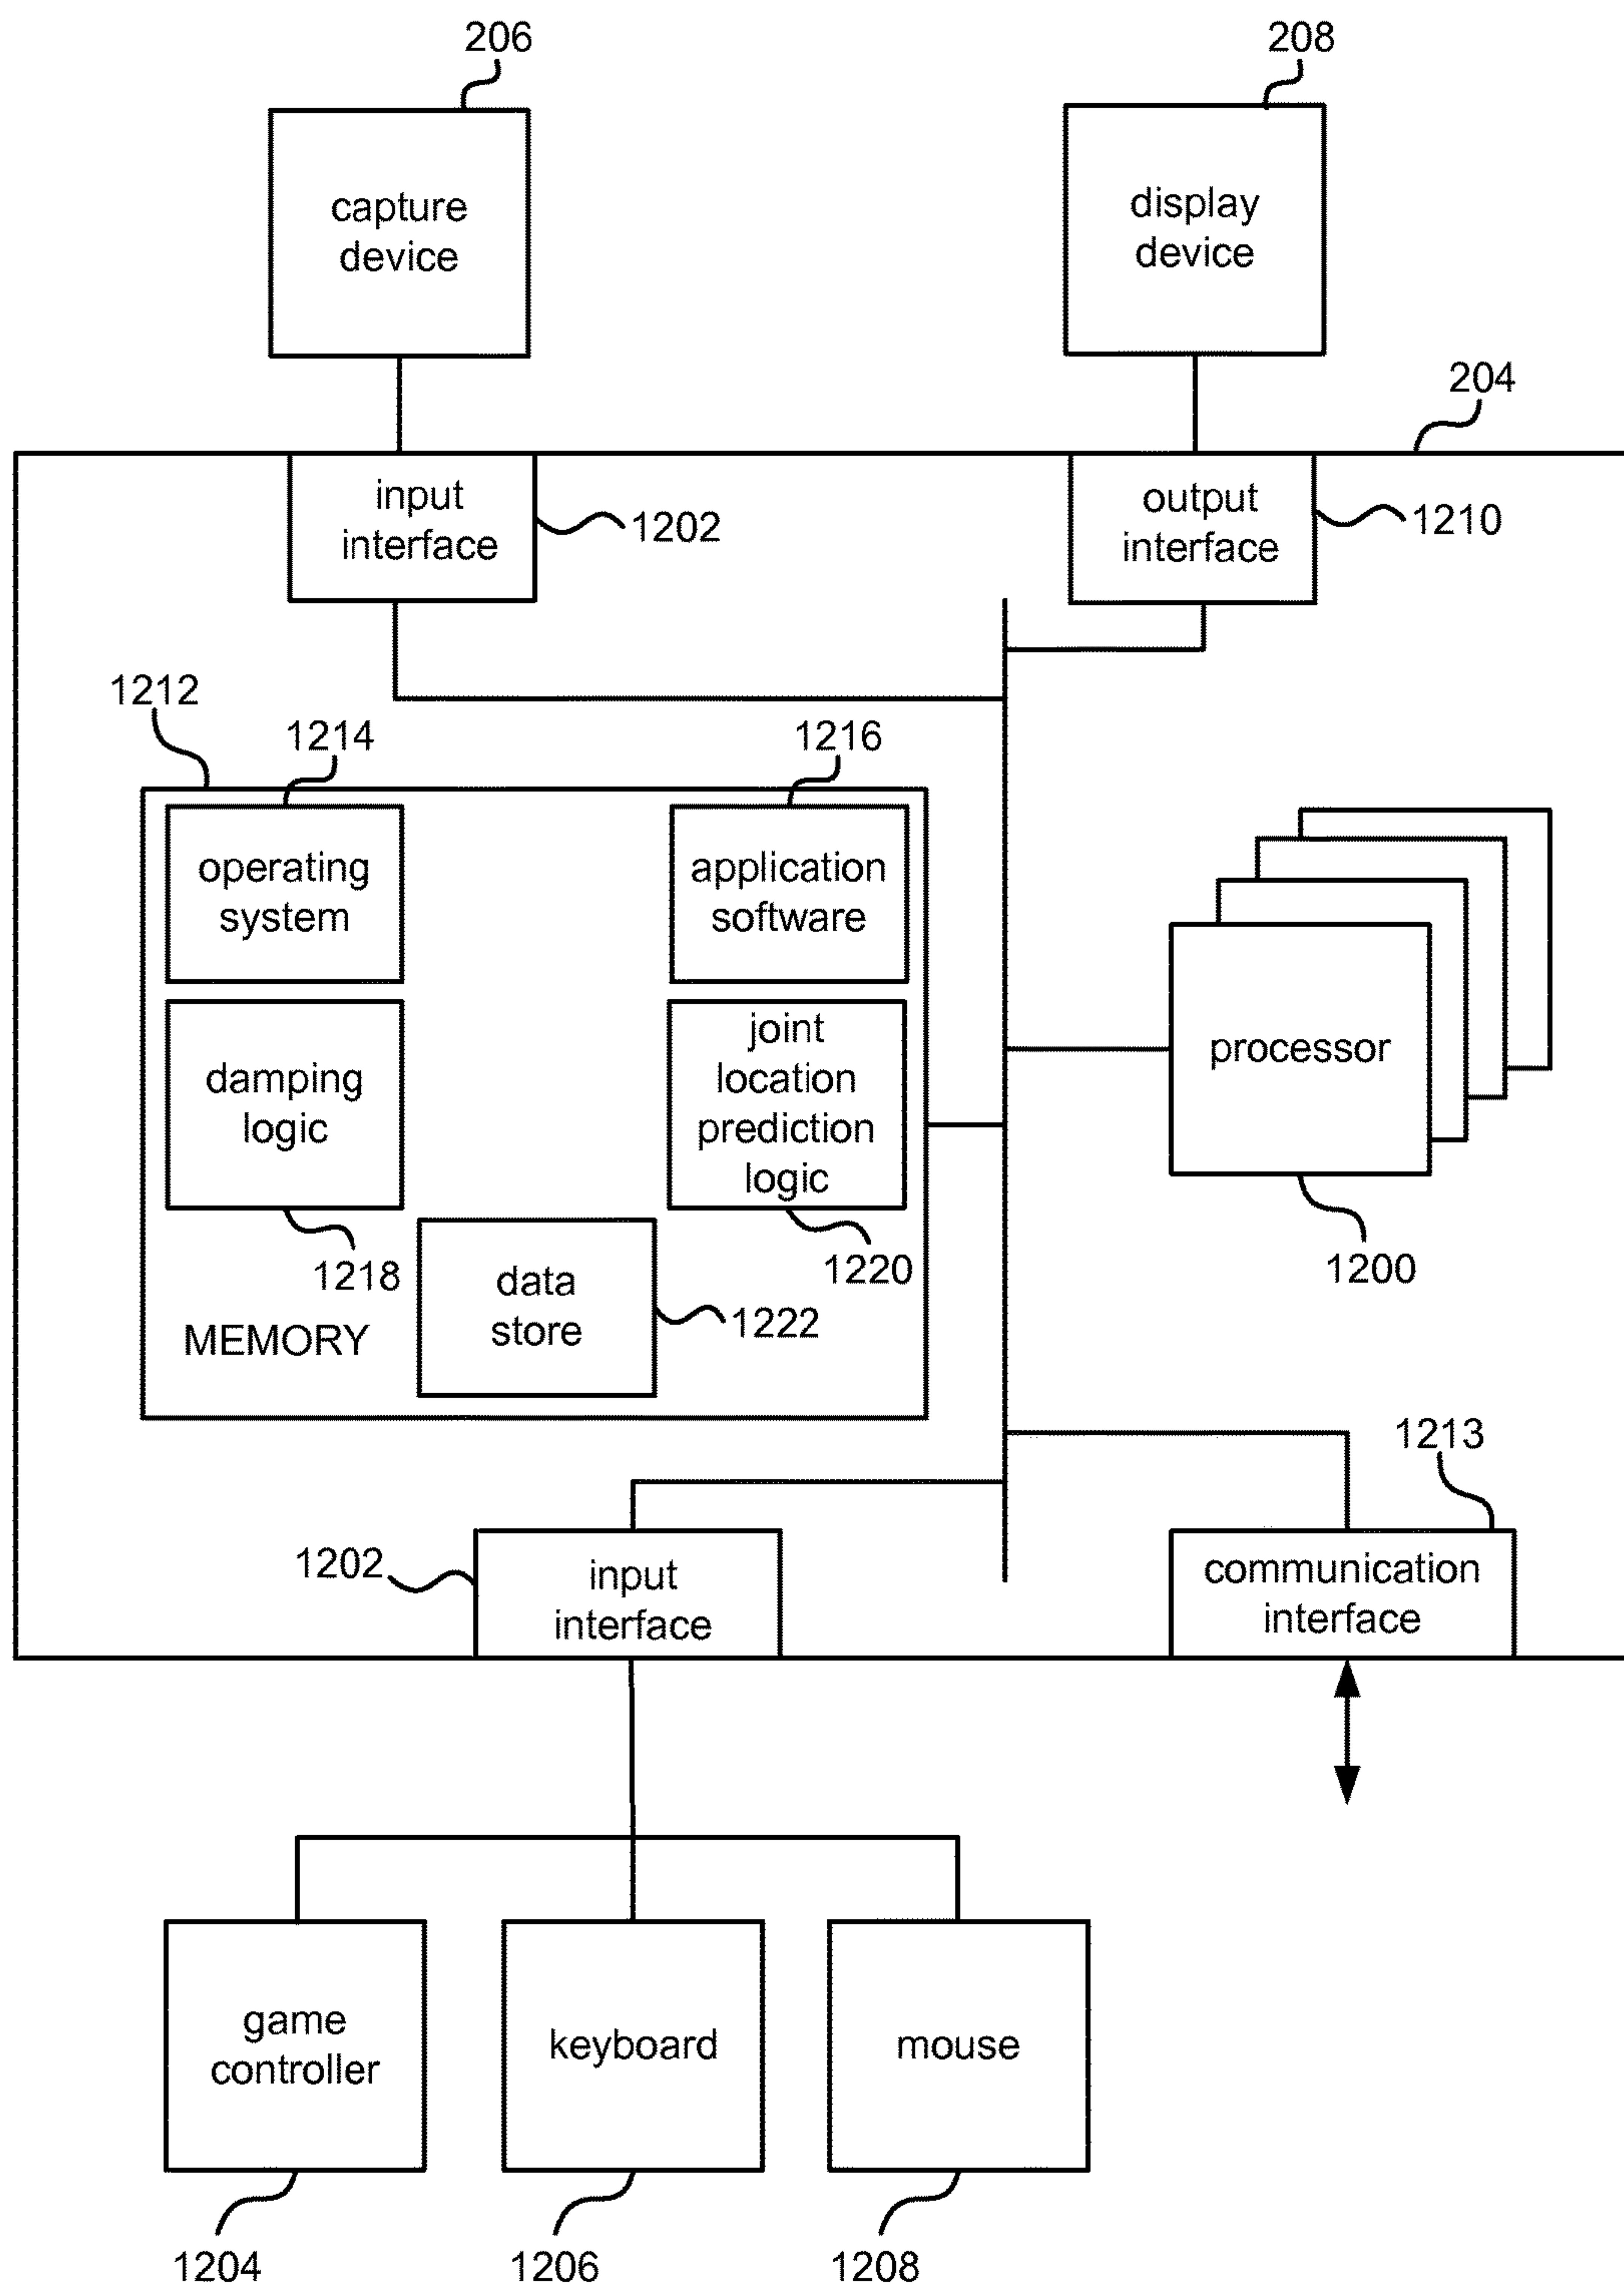 206
208
capture
device
display
device
204
input
interface
1202
output
interface
1210
1212
1214
1216
operating
system
application
software
damping
logic
joint
location
prediction
logic
processor
1218
1220
1200
data
store
1222
MEMORY
1213
1202
input
interface
communication
interface
game
controller
keyboard
mouse
1204
1206
1208